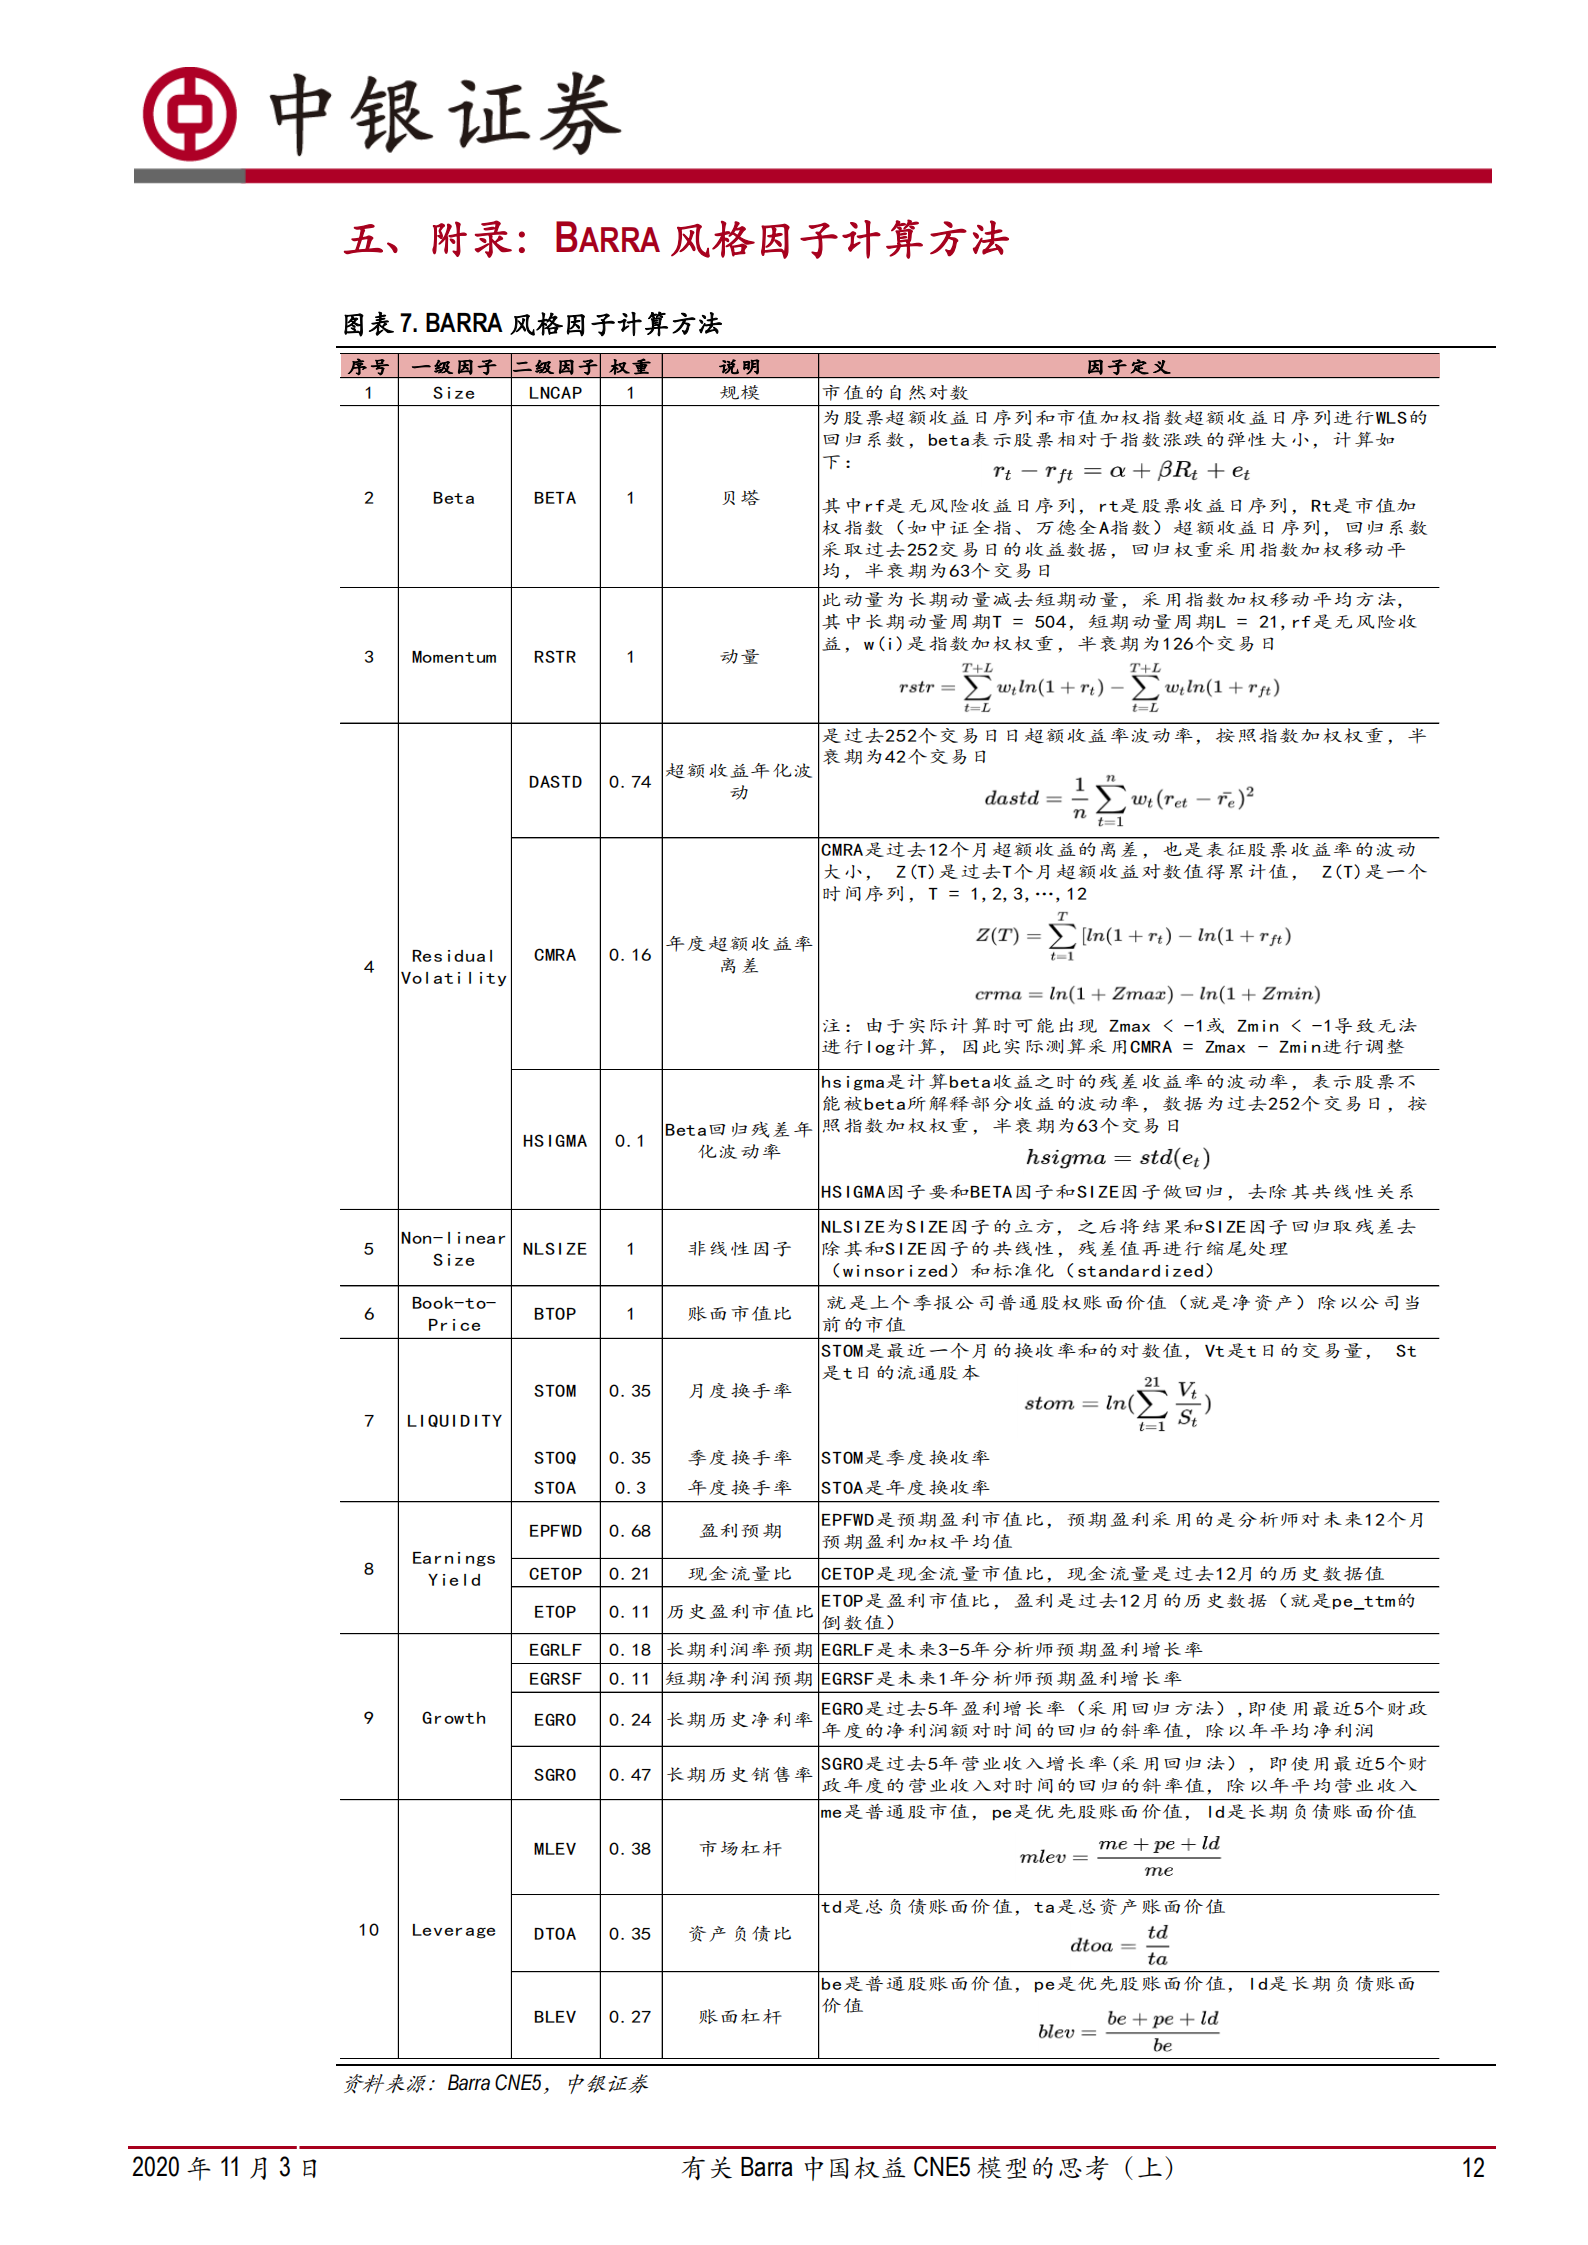 中银证券
五、附录：BARRA 风格因子计算方法
图表 7. BARRA 风格因子计算方法
序号 一级因子 二级因子 权重 说明 因子定义
1 Size LNCAP 1 规模 市值的自然对数
2 Beta BETA 1 贝塔
为股票超额收益日序列和市值加权指数超额收益日序列进行WLS的
回归系数，beta表示股票相对于指数涨跌的弹性大小，计算如
下：
r_t − r_{ft} = α + βR_t + e_t
其中rf是无风险收益日序列，rt是股票收益日序列，Rt是市值加
权指数（如中证全指、万德全A指数）超额收益日序列，回归系数
采取过去252交易日的收益数据，回归权重采用指数加权移动平
均，半衰期为63个交易日
3 Momentum RSTR 1 动量
此动量为长期动量减去短期动量，采用指数加权移动平均方法，
其中长期动量周期T = 504，短期动量周期L = 21,rf是无风险收
益，w(i)是指数加权权重，半衰期为126个交易日
rstr = \sum_{t=L}^{T+L} w_t ln(1 + r_t) − \sum_{t=L}^{T+L} w_t ln(1 + r_{ft})
4 Residual Volatility
DASTD 0.74 超额收益年化波动
是过去252个交易日日超额收益率波动率，按照指数加权权重，半
衰期为42个交易日
dastd = \frac{1}{n} \sum_{t=1}^{n} w_t(r_{et} − \bar{r_e})^2
CMRA 0.16 年度超额收益率离差
CMRA是过去12个月超额收益的离差，也是表征股票收益率的波动
大小， Z(T)是过去T个月超额收益对数值得累计值， Z(T)是一个
时间序列，T = 1,2,3,…,12
Z(T) = \sum_{t=1}^{T} [ln(1 + r_t) − ln(1 + r_{ft})
crma = ln(1 + Zmax) − ln(1 + Zmin)
注：由于实际计算时可能出现 Zmax < -1或 Zmin < -1导致无法
进行log计算，因此实际测算采用CMRA = Zmax - Zmin进行调整
HSIGMA 0.1 Beta回归残差年化波动率
hsigma是计算beta收益之时的残差收益率的波动率，表示股票不
能被beta所解释部分收益的波动率，数据为过去252个交易日，按
照指数加权权重，半衰期为63个交易日
hsigma = std(e_t)
HSIGMA因子要和BETA因子和SIZE因子做回归，去除其共线性关系
5 Non-linear Size NLSIZE 1 非线性因子
NLSIZE为SIZE因子的立方，之后将结果和SIZE因子回归取残差去
除其和SIZE因子的共线性，残差值再进行缩尾处理
（winsorized）和标准化（standardized）
6 Book-to-Price BTOP 1 账面市值比
就是上个季报公司普通股权账面价值（就是净资产）除以公司当
前的市值
7 LIQUIDITY
STOM 0.35 月度换手率
STOM是最近一个月的换收率和的对数值，Vt是t日的交易量， St
是t日的流通股本
stom = ln(\sum_{t=1}^{21} \frac{V_t}{S_t})
STOQ 0.35 季度换手率 STOM是季度换收率
STOA 0.3 年度换手率 STOA是年度换收率
8 Earnings Yield
EPFWD 0.68 盈利预期
EPFWD是预期盈利市值比，预期盈利采用的是分析师对未来12个月
预期盈利加权平均值
CETOP 0.21 现金流量比 CETOP是现金流量市值比，现金流量是过去12月的历史数据值
ETOP 0.11 历史盈利市值比
ETOP是盈利市值比，盈利是过去12月的历史数据（就是pe_ttm的
倒数值）
9 Growth
EGRLF 0.18 长期利润率预期 EGRLF是未来3-5年分析师预期盈利增长率
EGRSF 0.11 短期净利润预期 EGRSF是未来1年分析师预期盈利增长率
EGRO 0.24 长期历史净利率
EGRO是过去5年盈利增长率（采用回归方法）,即使用最近5个财政
年度的净利润额对时间的回归的斜率值，除以年平均净利润
SGRO 0.47 长期历史销售率
SGRO是过去5年营业收入增长率(采用回归法），即使用最近5个财
政年度的营业收入对时间的回归的斜率值，除以年平均营业收入
10 Leverage
MLEV 0.38 市场杠杆
me是普通股市值，pe是优先股账面价值，ld是长期负债账面价值
mlev = \frac{me + pe + ld}{me}
DTOA 0.35 资产负债比
td是总负债账面价值，ta是总资产账面价值
dtoa = \frac{td}{ta}
BLEV 0.27 账面杠杆
be是普通股账面价值，pe是优先股账面价值，ld是长期负债账面
价值
blev = \frac{be + pe + ld}{be}
资料来源：Barra CNE5，中银证券
2020 年 11 月 3 日 有关 Barra 中国权益 CNE5 模型的思考（上） 12